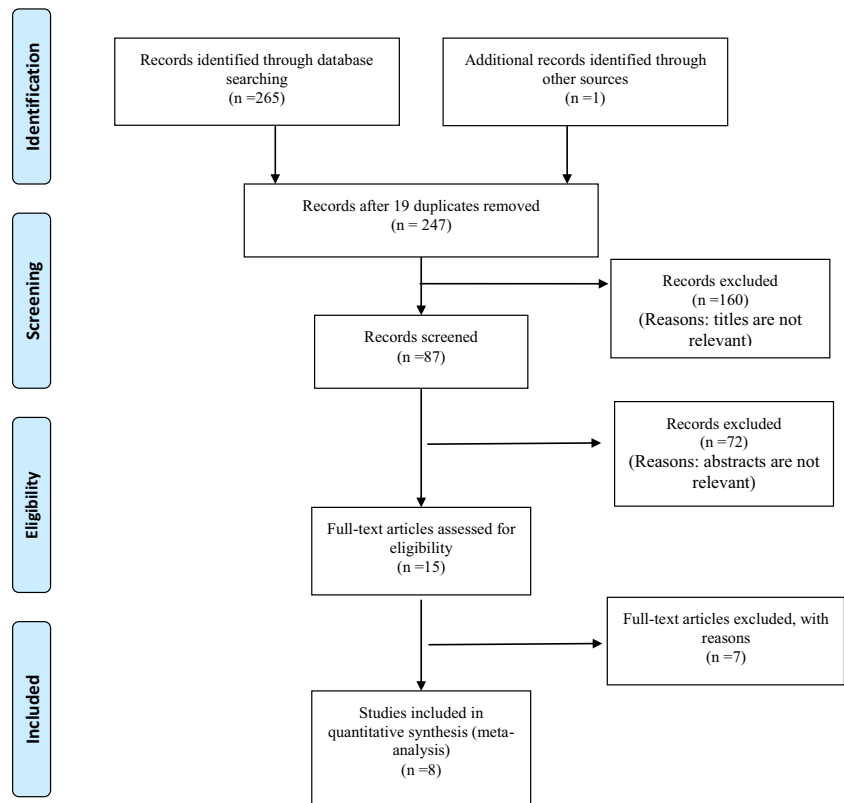 Identification
Records identified through database
searching
(n =265)
Additional records identified through
other sources
(n =1)
Records after 19 duplicates removed
(n = 247)
Screening
Records excluded
(n =160)
(Reasons: titles are not
relevant)
Records screened
(n =87)
Eligibility
Records excluded
(n =72)
(Reasons: abstracts are not
relevant)
Full-text articles assessed for
eligibility
(n =15)
Included
Full-text articles excluded, with
reasons
(n =7)
Studies included in
quantitative synthesis (meta-
analysis)
(n =8)